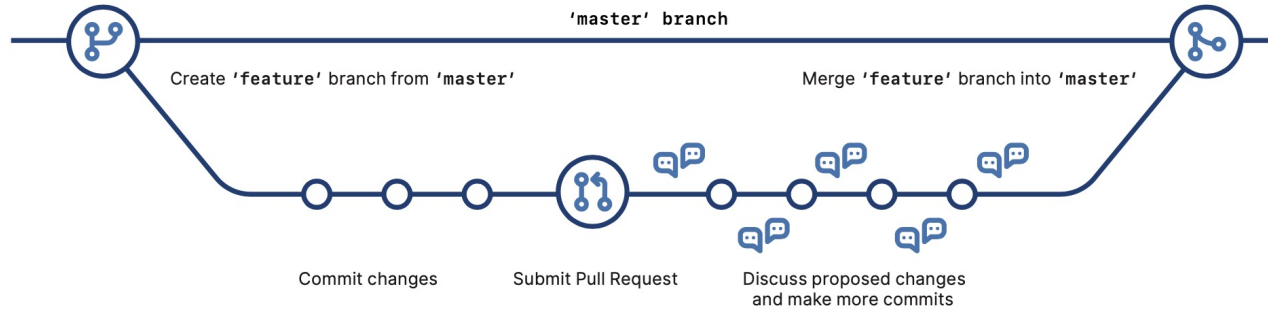 ‘master‘ branch
Create ‘feature‘ branch from ‘master‘
Merge ‘feature‘ branch into ‘master‘
Commit changes
Submit Pull Request
Discuss proposed changes
and make more commits